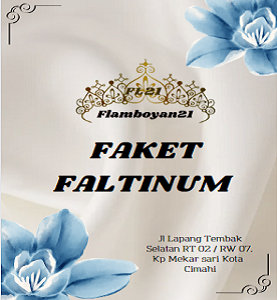 FL21
Flamboyan21
FAKET
FALTINUM
Jl Lapang Tembak
Selatan RT 02 / RW 07.
Kp Mekar sari Kota
Cimahi